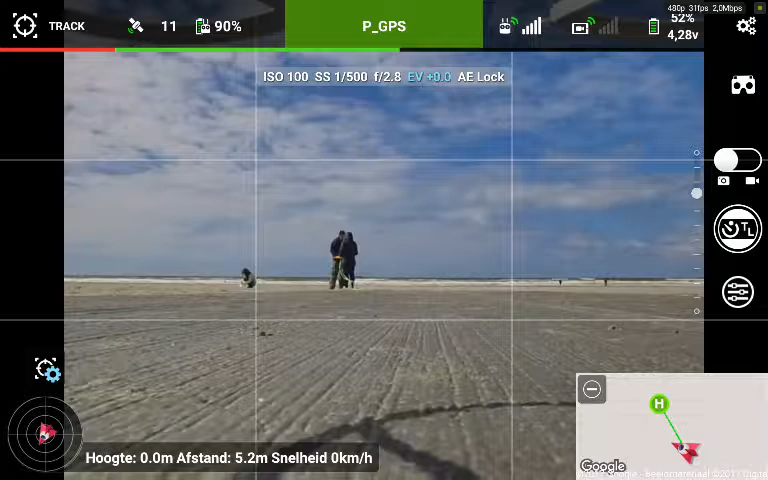 480p 31fps 2,0Mbps
TRACK 11 90% P_GPS 52%
4,28v
ISO 100 SS 1/500 f/2.8 EV +0.0 AE Lock
TL
H
Hoogte: 0.0m Afstand: 5.2m Snelheid 0km/h
Google